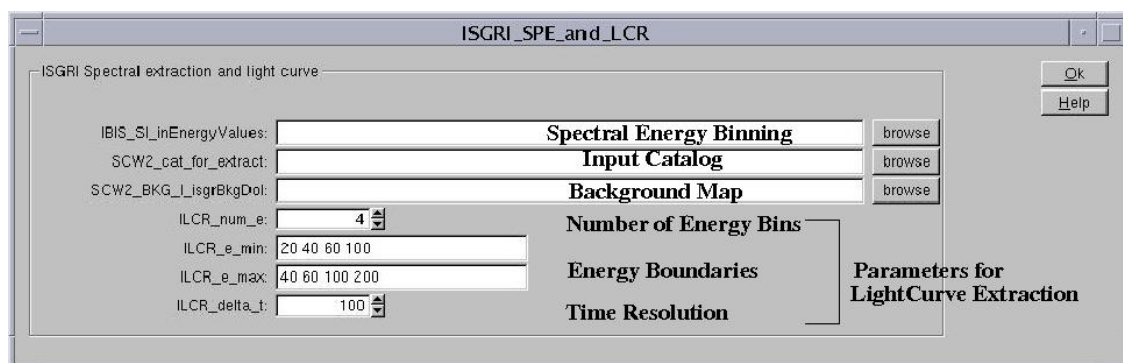 ISGRI_SPE_and_LCR
ISGRI Spectral extraction and light curve
Ok
Help
IBIS_SI_inEnergyValues: Spectral Energy Binning browse
SCW2_cat_for_extract: Input Catalog browse
SCW2_BKG_I_isgrBkgDol: Background Map browse
ILCR_num_e: 4 Number of Energy Bins
ILCR_e_min: 20 40 60 100
ILCR_e_max: 40 60 100 200 Energy Boundaries
Parameters for
LightCurve Extraction
ILCR_delta_t: 100 Time Resolution